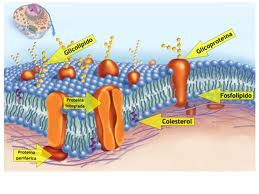 Glicolípido
Glicoproteína
Proteína
integrada
Fosfolípido
Colesterol
Proteína
periférica